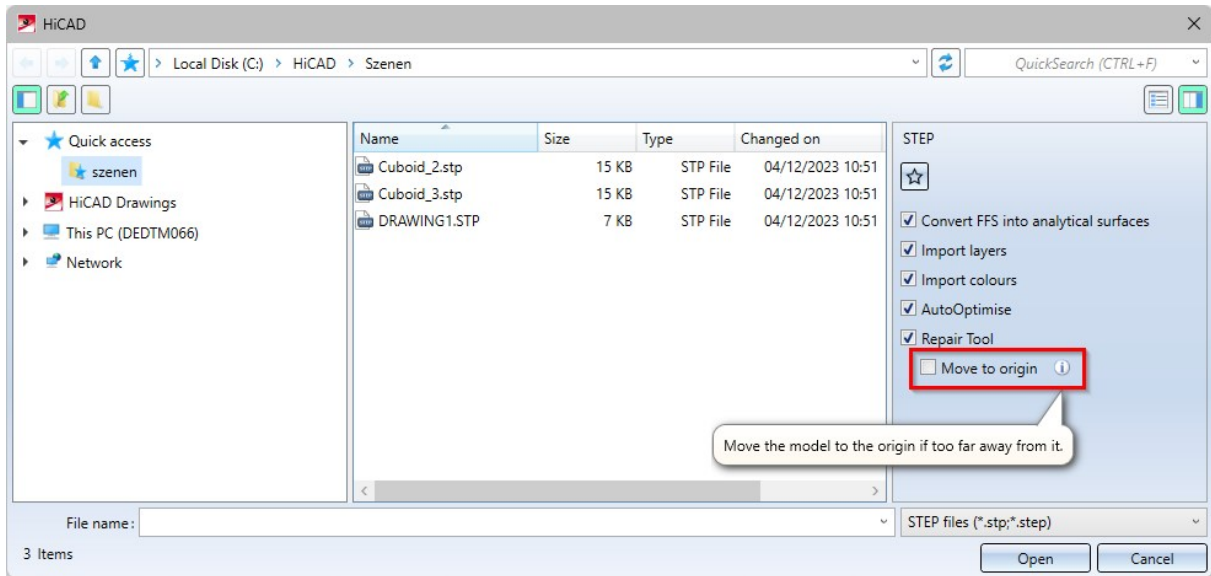 HiCAD
Local Disk (C:) > HiCAD > Szenen
QuickSearch (CTRL+F)
Quick access
szenen
HiCAD Drawings
This PC (DEDTM066)
Network
Name Size Type Changed on
Cuboid_2.stp 15 KB STP File 04/12/2023 10:51
Cuboid_3.stp 15 KB STP File 04/12/2023 10:51
DRAWING1.STP 7 KB STP File 04/12/2023 10:51
STEP
Convert FFS into analytical surfaces
Import layers
Import colours
AutoOptimise
Repair Tool
Move to origin
Move the model to the origin if too far away from it.
File name:
STEP files (*.stp;*.step)
3 Items
Open Cancel